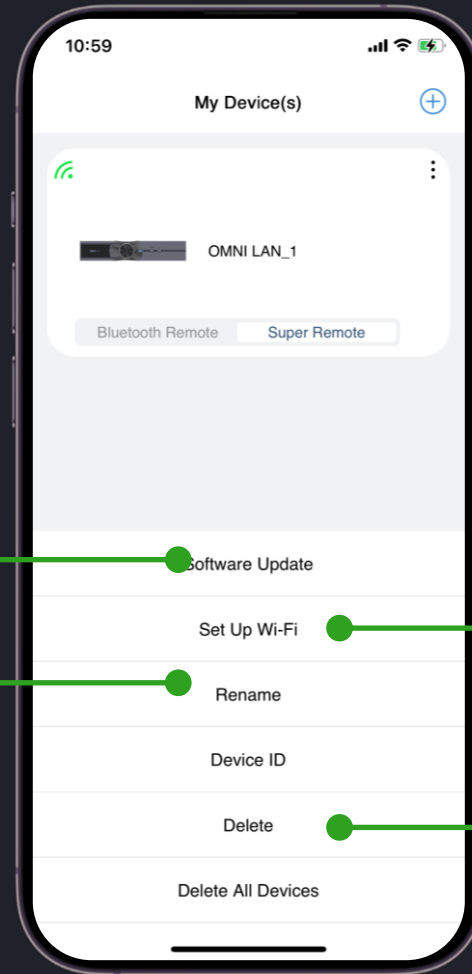 10:59
My Device(s)
OMNI LAN_1
Bluetooth Remote
Super Remote
Software Update
Set Up Wi-Fi
Rename
Device ID
Delete
Delete All Devices